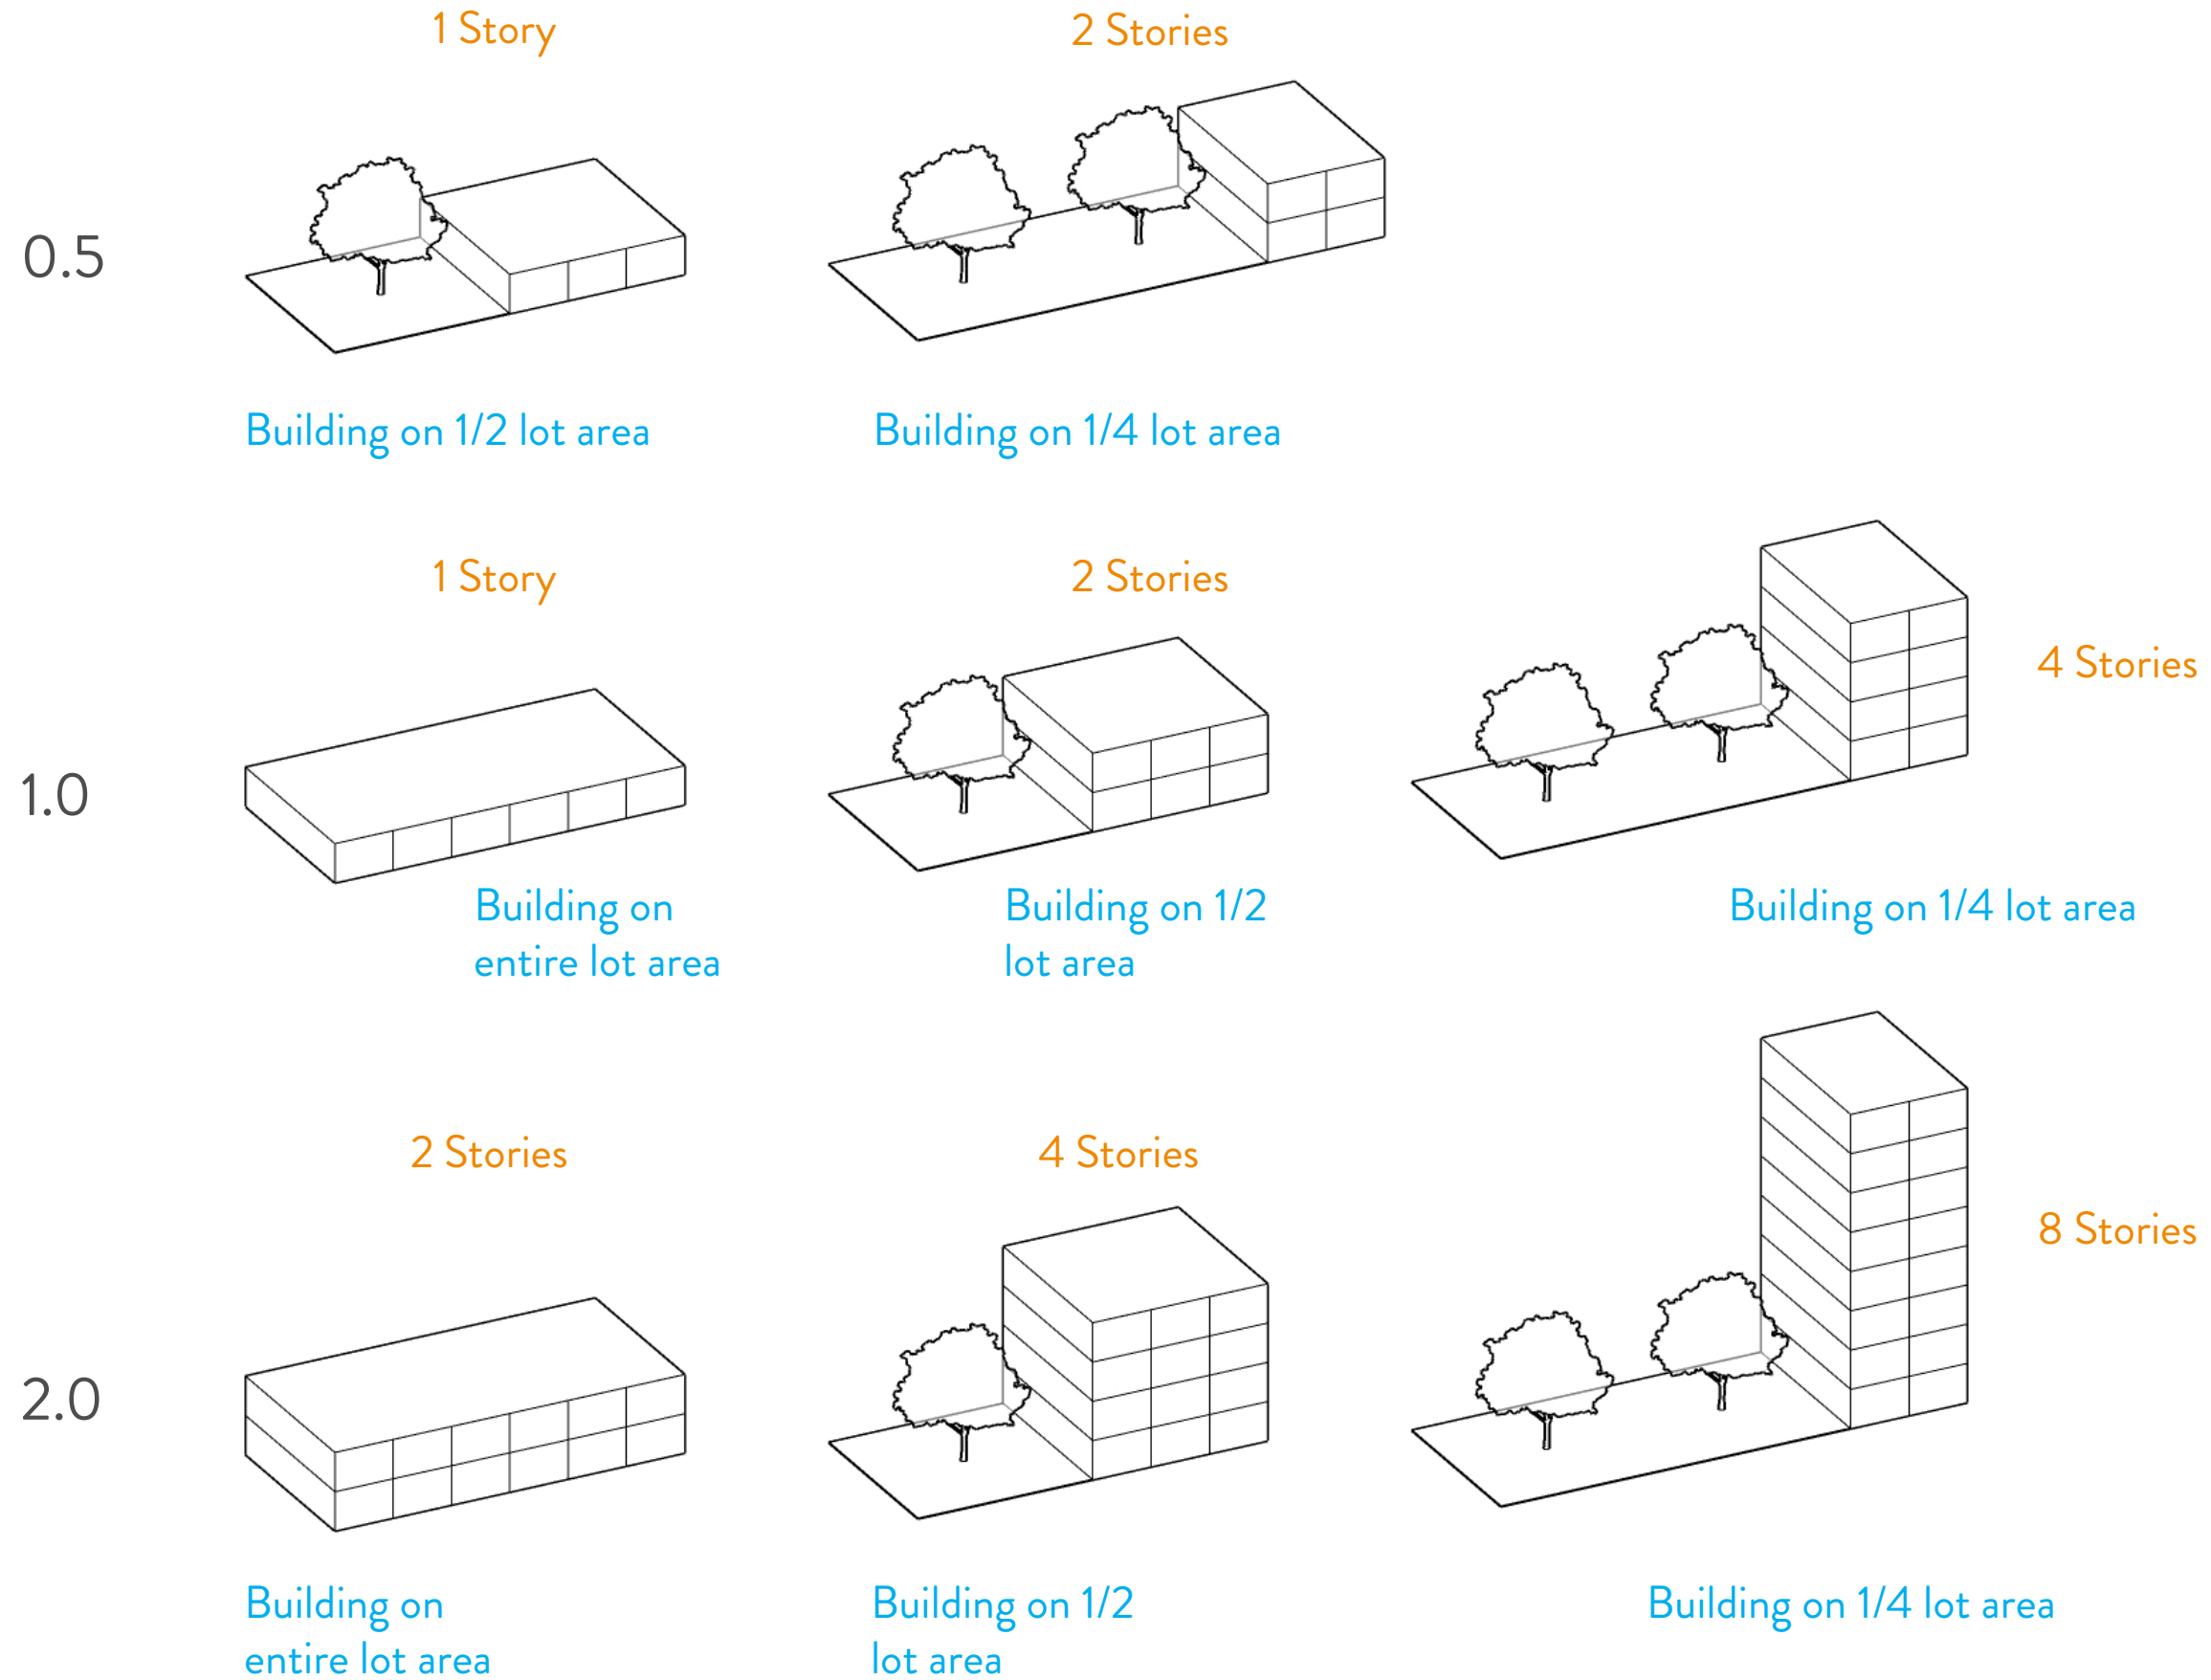 1 Story
2 Stories
0.5
Building on 1/2 lot area
Building on 1/4 lot area
1 Story
2 Stories
4 Stories
1.0
Building on
entire lot area
Building on 1/2
lot area
Building on 1/4 lot area
2 Stories
4 Stories
8 Stories
2.0
Building on
entire lot area
Building on 1/2
lot area
Building on 1/4 lot area